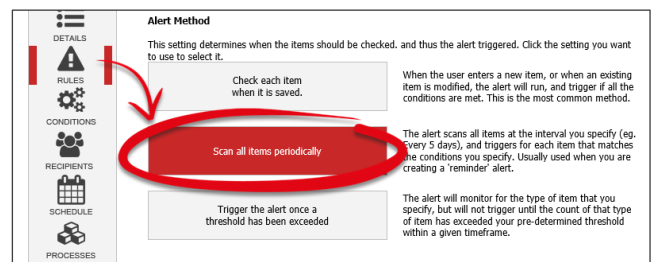 DETAILS
RULES
CONDITIONS
RECIPIENTS
SCHEDULE
PROCESSES
Alert Method
This setting determines when the items should be checked. and thus the alert triggered. Click the setting you want
to use to select it.
Check each item
when it is saved.
When the user enters a new item, or when an existing
item is modified, the alert will run, and trigger if all the
conditions are met. This is the most common method.
Scan all items periodically
The alert scans all items at the interval you specify (eg.
Every 5 days), and triggers for each item that matches
the conditions you specify. Usually used when you are
creating a 'reminder' alert.
Trigger the alert once a
threshold has been exceeded
The alert will monitor for the type of item that you
specify, but will not trigger until the count of that type
of item has exceeded your pre-determined threshold
within a given timeframe.